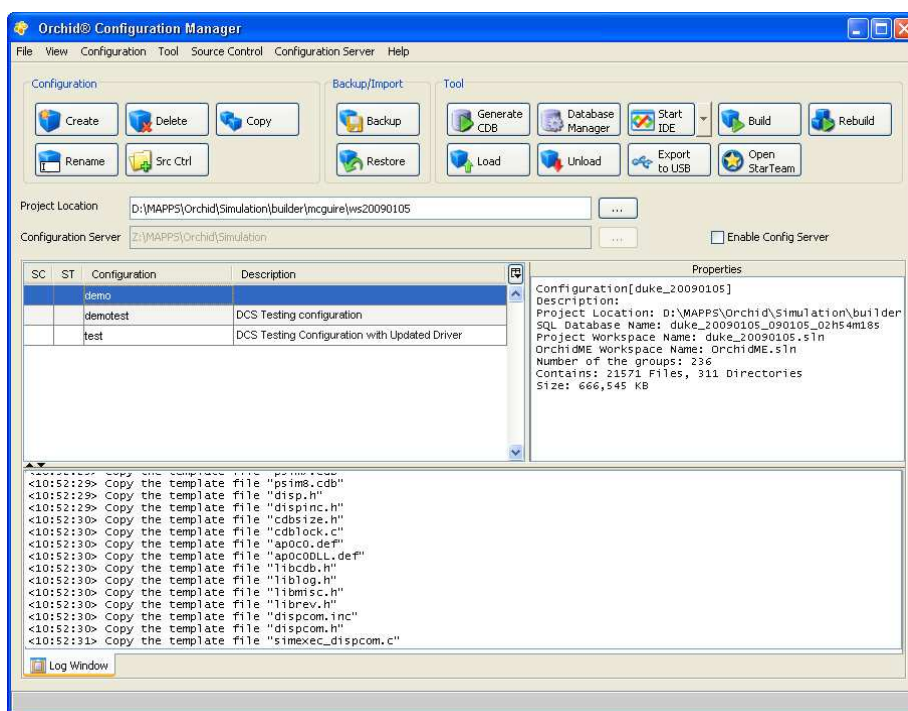 Orchid® Configuration Manager
File View Configuration Tool Source Control Configuration Server Help
Configuration
Backup/Import
Tool
Create
Delete
Copy
Backup
Generate CDB
Database Manager
Start IDE
Build
Rebuild
Rename
Src Ctrl
Restore
Load
Unload
Export to USB
Open StarTeam
Project Location
D:\MAPPS\Orchid\Simulation\builder\mcguire\ws20090105
...
Configuration Server
Z:\MAPPS\Orchid\Simulation
...
Enable Config Server
SC ST Configuration Description
demo
demotest DCS Testing configuration
test DCS Testing Configuration with Updated Driver
Properties
Configuration[duke_20090105]
Description:
Project Location: D:\MAPPS\Orchid\Simulation\builder
SQL Database Name: duke_20090105_090105_02h54m18s
Project Workspace Name: duke_20090105.sln
OrchidME Workspace Name: OrchidME.sln
Number of the groups: 236
Contains: 21571 Files, 311 Directories
Size: 666,545 KB
<10:52:29> Copy the template file "psim8.cdb"
<10:52:29> Copy the template file "disp.h"
<10:52:29> Copy the template file "dispinc.h"
<10:52:30> Copy the template file "cdbsize.h"
<10:52:30> Copy the template file "cdblock.c"
<10:52:30> Copy the template file "ap0c0.def"
<10:52:30> Copy the template file "ap0c0DLL.def"
<10:52:30> Copy the template file "libcdb.h"
<10:52:30> Copy the template file "liblog.h"
<10:52:30> Copy the template file "libmisc.h"
<10:52:30> Copy the template file "librev.h"
<10:52:30> Copy the template file "dispcom.inc"
<10:52:30> Copy the template file "dispcom.h"
<10:52:31> Copy the template file "simexec_dispcom.c"
Log Window